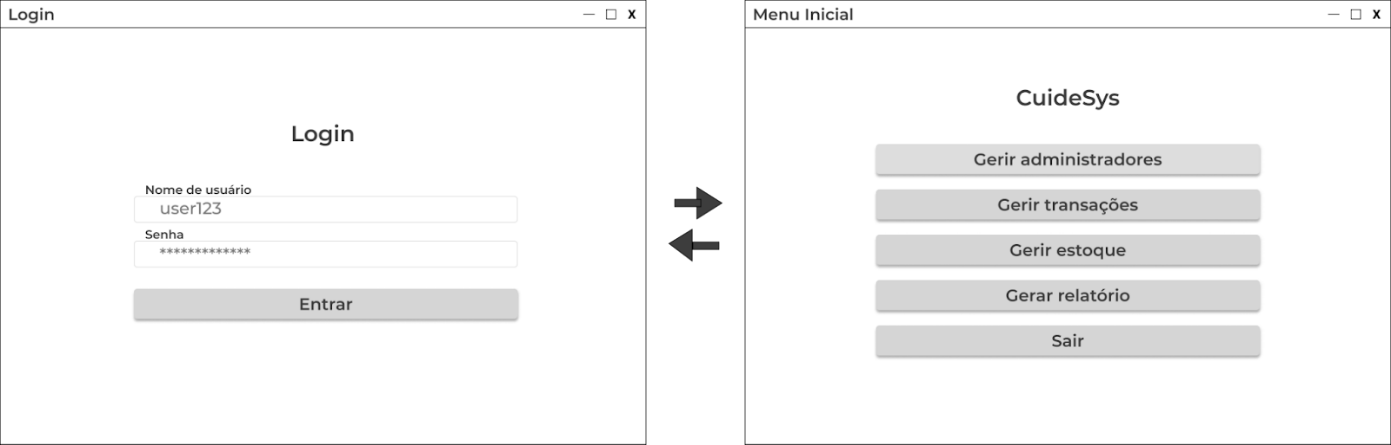 Login
Login
Nome de usuário
user123
Senha
*************
Entrar
Menu Inicial
CuideSys
Gerir administradores
Gerir transações
Gerir estoque
Gerar relatório
Sair